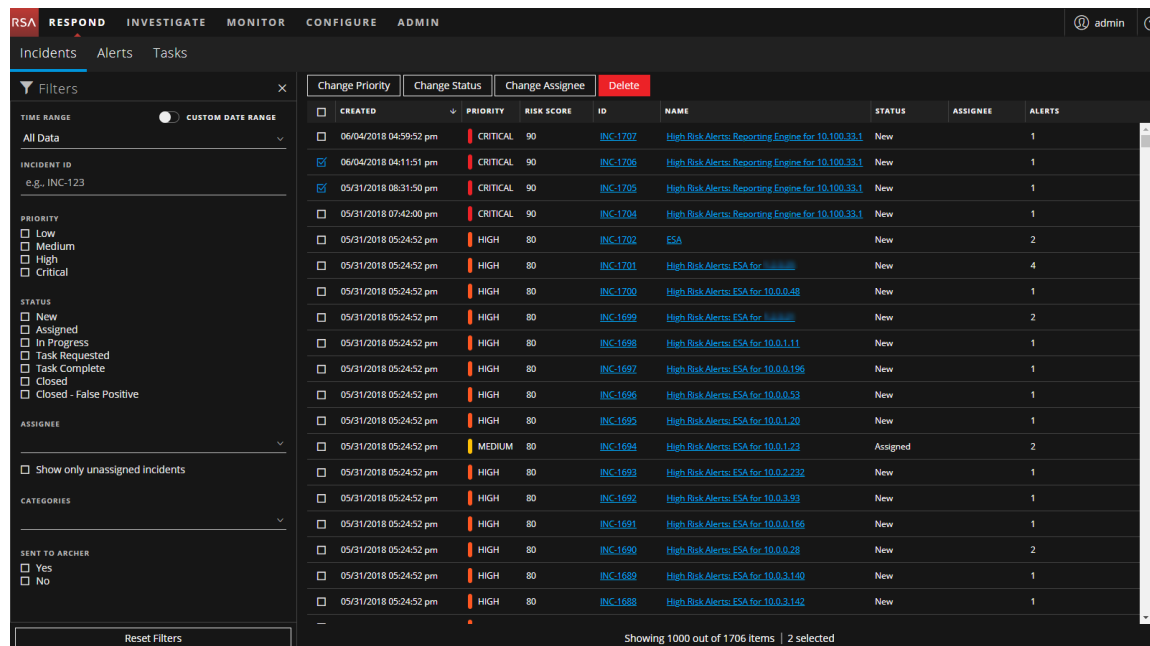 RSA RESPOND INVESTIGATE MONITOR CONFIGURE ADMIN admin
Incidents Alerts Tasks
Filters
TIME RANGE CUSTOM DATE RANGE
All Data
INCIDENT ID
e.g., INC-123
PRIORITY
Low
Medium
High
Critical
STATUS
New
Assigned
In Progress
Task Requested
Task Complete
Closed
Closed - False Positive
ASSIGNEE
Show only unassigned incidents
CATEGORIES
SENT TO ARCHER
Yes
No
Reset Filters
Change Priority Change Status Change Assignee Delete
CREATED PRIORITY RISK SCORE ID NAME STATUS ASSIGNEE ALERTS
06/04/2018 04:59:52 pm CRITICAL 90 INC-1707 High Risk Alerts: Reporting Engine for 10.100.33.1 New 1
06/04/2018 04:11:51 pm CRITICAL 90 INC-1706 High Risk Alerts: Reporting Engine for 10.100.33.1 New 1
05/31/2018 08:31:50 pm CRITICAL 90 INC-1705 High Risk Alerts: Reporting Engine for 10.100.33.1 New 1
05/31/2018 07:42:00 pm CRITICAL 90 INC-1704 High Risk Alerts: Reporting Engine for 10.100.33.1 New 1
05/31/2018 05:24:52 pm HIGH 80 INC-1702 ESA New 2
05/31/2018 05:24:52 pm HIGH 80 INC-1701 High Risk Alerts: ESA for New 4
05/31/2018 05:24:52 pm HIGH 80 INC-1700 High Risk Alerts: ESA for 10.0.0.48 New 1
05/31/2018 05:24:52 pm HIGH 80 INC-1699 High Risk Alerts: ESA for New 2
05/31/2018 05:24:52 pm HIGH 80 INC-1698 High Risk Alerts: ESA for 10.0.1.11 New 1
05/31/2018 05:24:52 pm HIGH 80 INC-1697 High Risk Alerts: ESA for 10.0.0.196 New 1
05/31/2018 05:24:52 pm HIGH 80 INC-1696 High Risk Alerts: ESA for 10.0.0.53 New 1
05/31/2018 05:24:52 pm HIGH 80 INC-1695 High Risk Alerts: ESA for 10.0.1.20 New 1
05/31/2018 05:24:52 pm MEDIUM 80 INC-1694 High Risk Alerts: ESA for 10.0.1.23 Assigned 2
05/31/2018 05:24:52 pm HIGH 80 INC-1693 High Risk Alerts: ESA for 10.0.2.232 New 1
05/31/2018 05:24:52 pm HIGH 80 INC-1692 High Risk Alerts: ESA for 10.0.3.93 New 1
05/31/2018 05:24:52 pm HIGH 80 INC-1691 High Risk Alerts: ESA for 10.0.0.166 New 1
05/31/2018 05:24:52 pm HIGH 80 INC-1690 High Risk Alerts: ESA for 10.0.0.28 New 2
05/31/2018 05:24:52 pm HIGH 80 INC-1689 High Risk Alerts: ESA for 10.0.3.140 New 1
05/31/2018 05:24:52 pm HIGH 80 INC-1688 High Risk Alerts: ESA for 10.0.3.142 New 1
Showing 1000 out of 1706 items | 2 selected